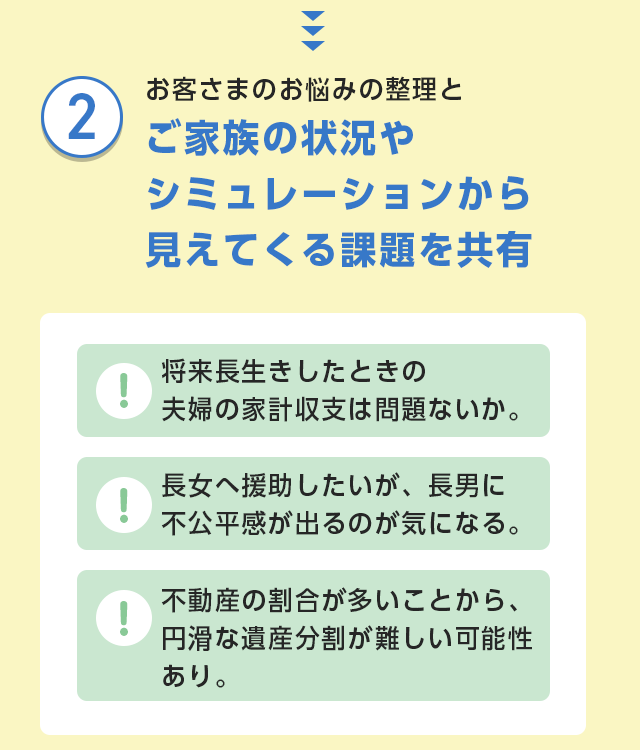 2
お客さまのお悩みの整理と
ご家族の状況や
シミュレーションから
見えてくる課題を共有
!
将来長生きしたときの
夫婦の家計収支は問題ないか。
!
長女へ援助したいが、長男に
不公平感が出るのが気になる。
!
不動産の割合が多いことから、
円滑な遺産分割が難しい可能性
あり。